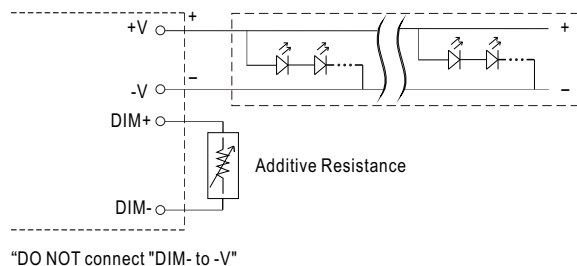 +V + +
-V – –
DIM+
Additive Resistance
DIM-
“DO NOT connect "DIM- to -V"